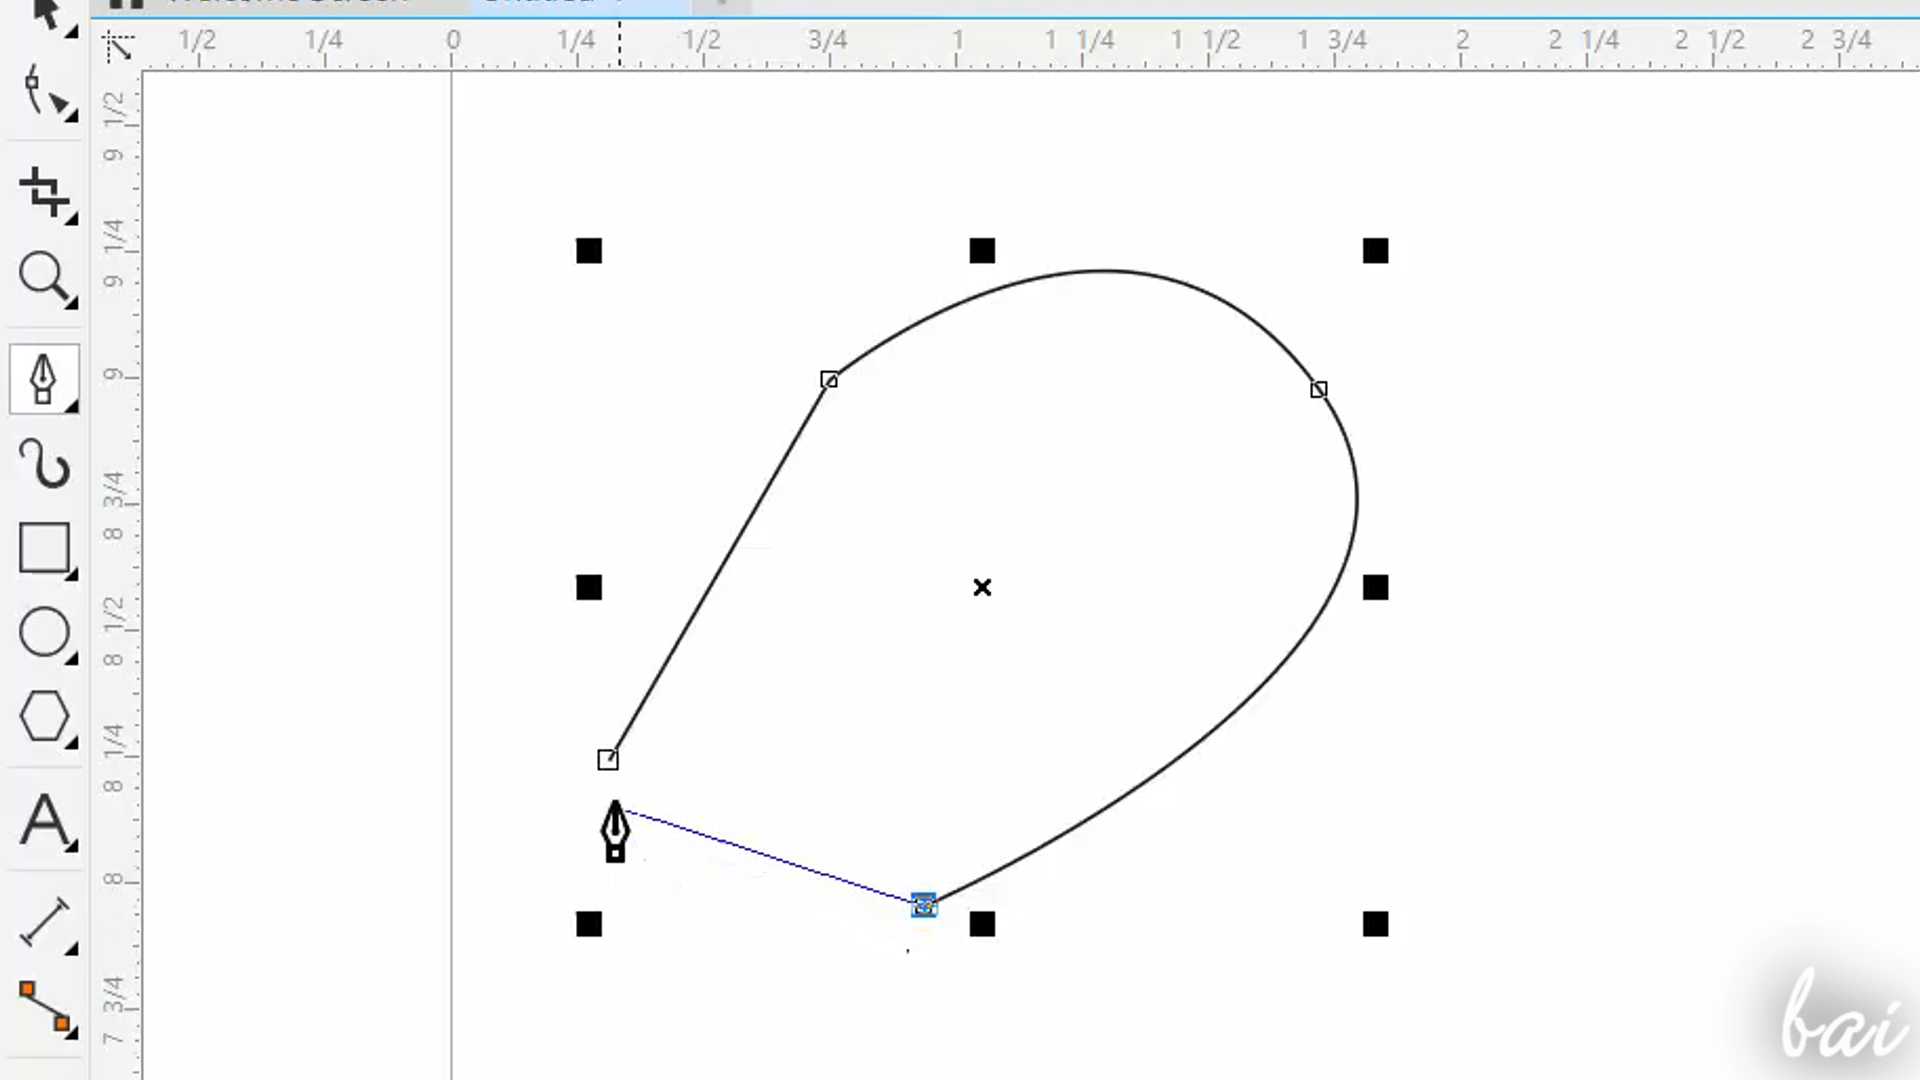 1/2 1/4 0 1/4 1/2 3/4 1 1 1/4 1 1/2 1 3/4 2 2 1/4 2 1/2 2 3/4
9 1/2
9 1/4
9
8 3/4
8 1/2
8 1/4
8
7 3/4
A
bai